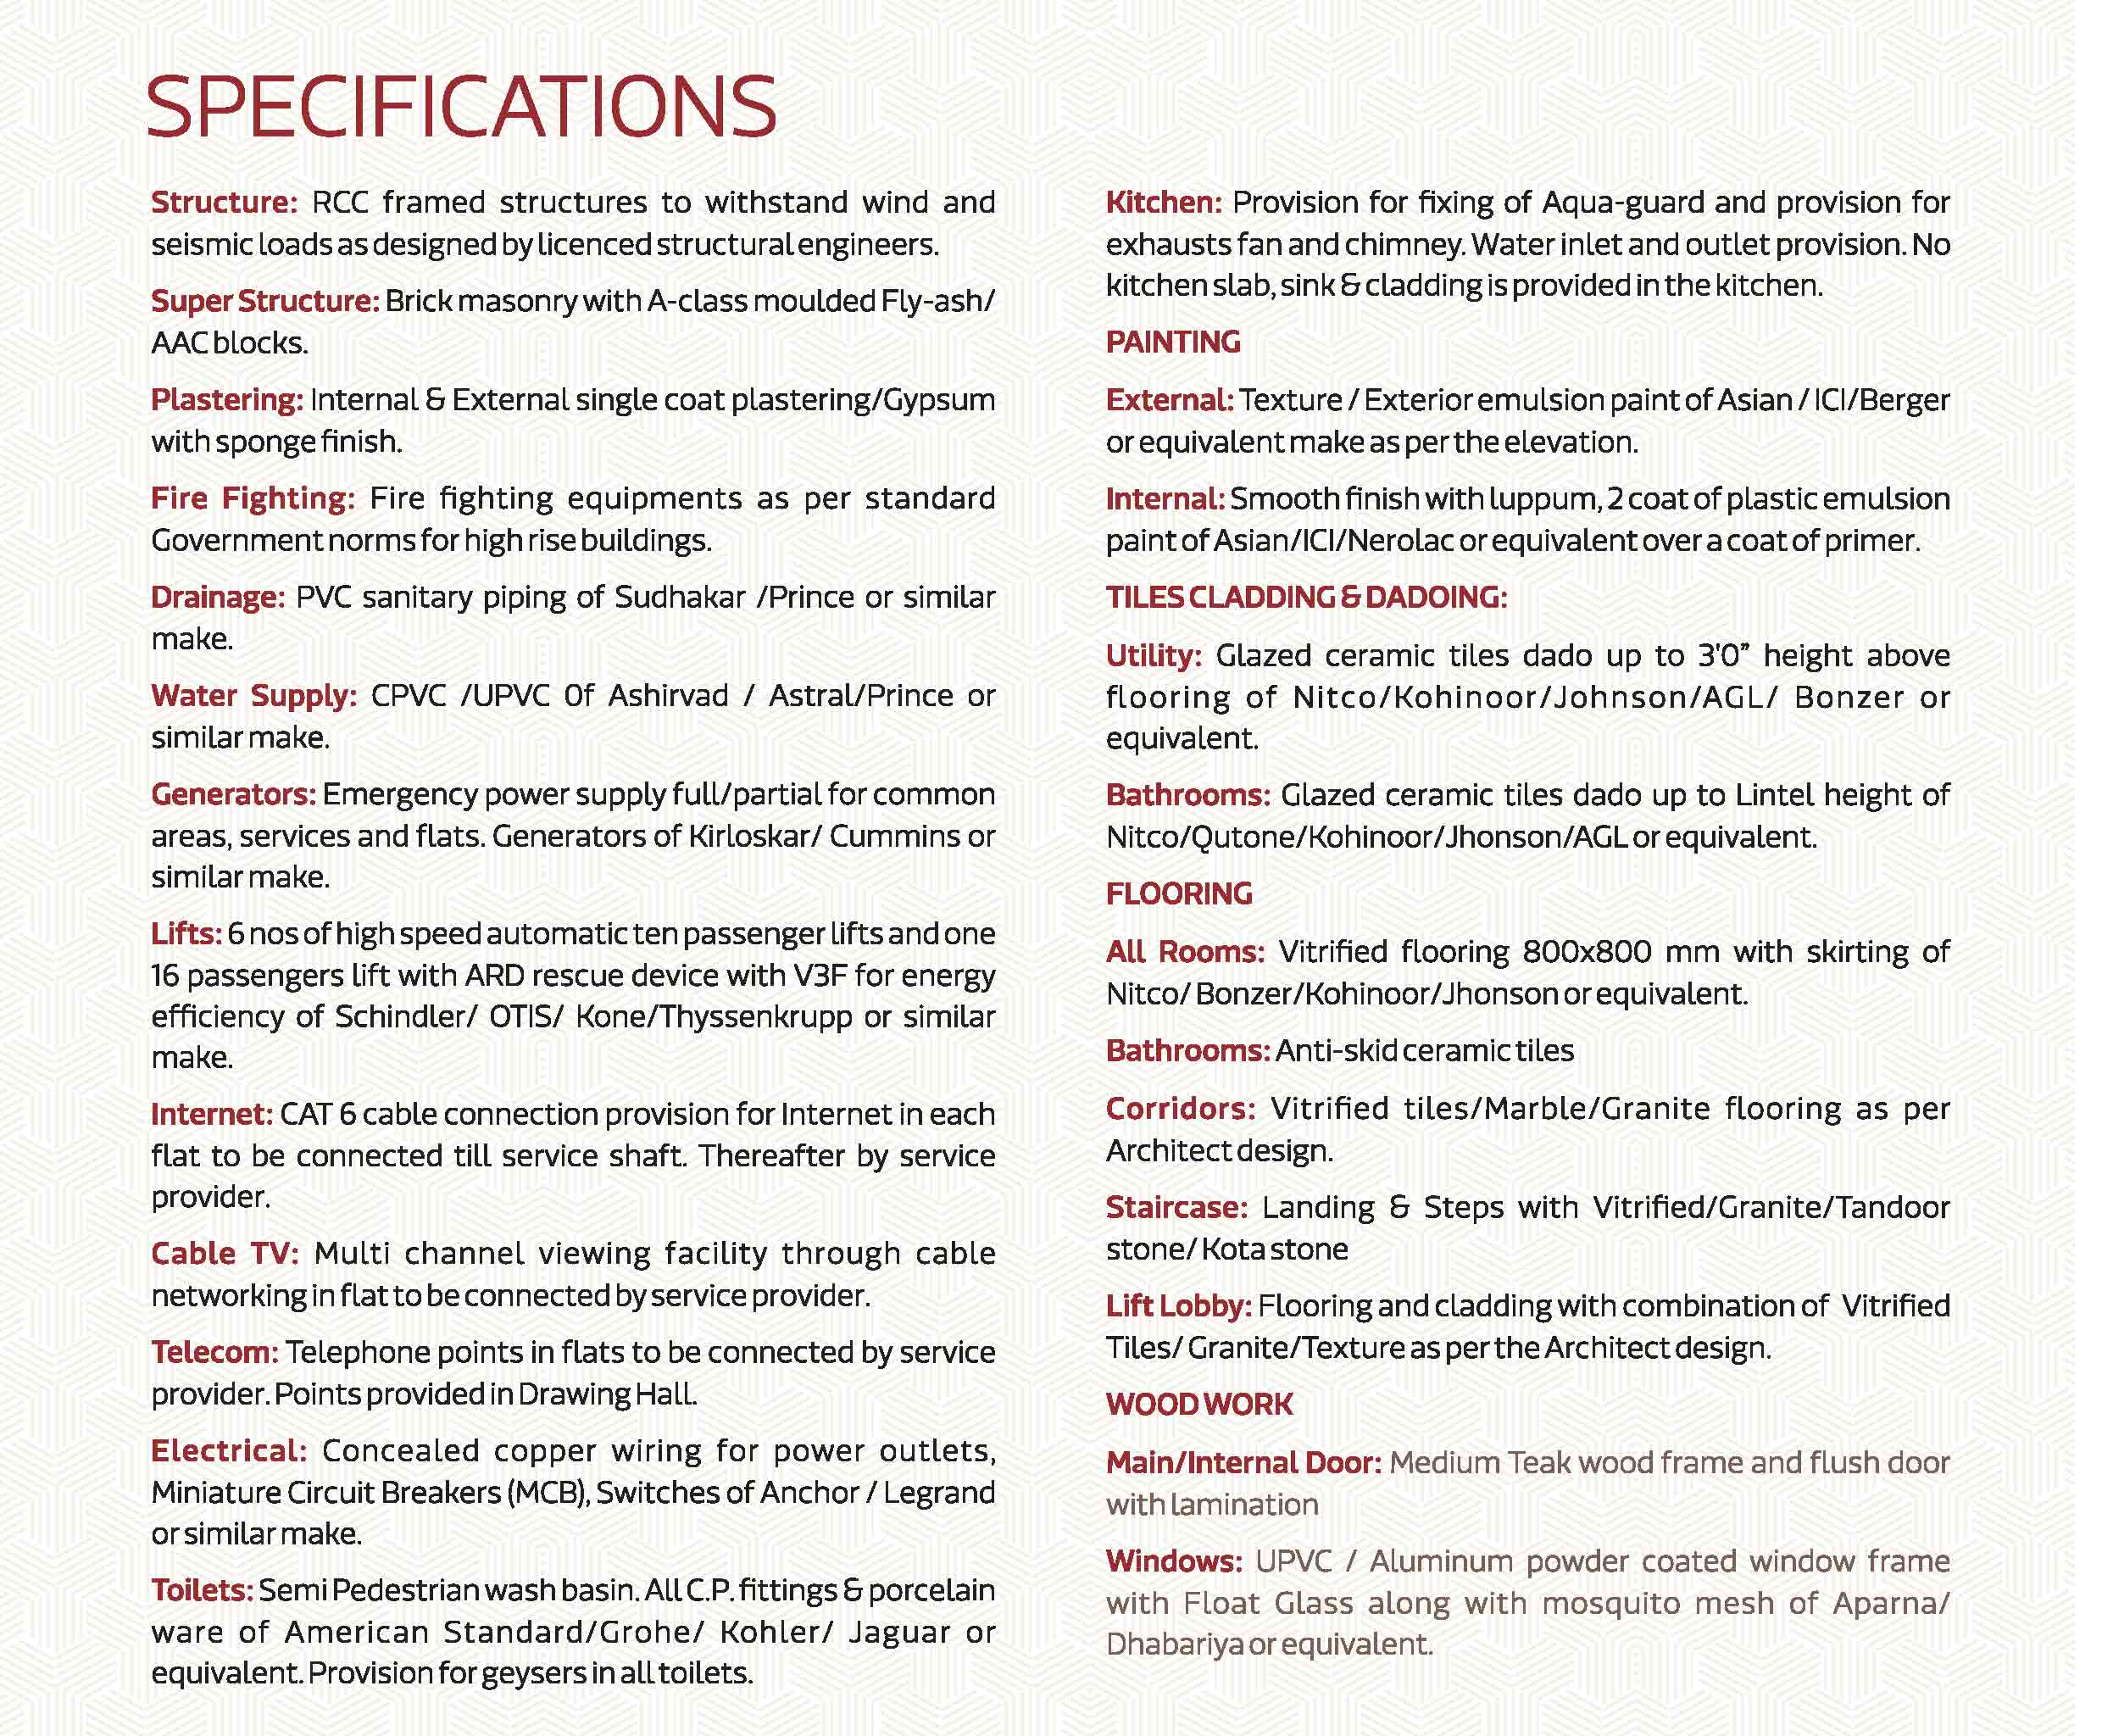 SPECIFICATIONS
Structure: RCC framed structures to withstand wind and
seismic loads as designed by licenced structural engineers.
Super Structure: Brick masonry with A-class moulded Fly-ash/
AAC blocks.
Plastering: Internal & External single coat plastering/Gypsum
with sponge finish.
Fire Fighting: Fire fighting equipments as per standard
Government norms for high rise buildings.
Drainage: PVC sanitary piping of Sudhakar /Prince or similar
make.
Water Supply: CPVC /UPVC 0f Ashirvad / Astral/Prince or
similar make.
Generators: Emergency power supply full/partial for common
areas, services and flats. Generators of Kirloskar/ Cummins or
similar make.
Lifts: 6 nos of high speed automatic ten passenger lifts and one
16 passengers lift with ARD rescue device with V3F for energy
efficiency of Schindler/ OTIS/ Kone/Thyssenkrupp or similar
make.
Internet: CAT 6 cable connection provision for Internet in each
flat to be connected till service shaft. Thereafter by service
provider.
Cable TV: Multi channel viewing facility through cable
networking in flat to be connected by service provider.
Telecom: Telephone points in flats to be connected by service
provider. Points provided in Drawing Hall.
Electrical: Concealed copper wiring for power outlets,
Miniature Circuit Breakers (MCB), Switches of Anchor / Legrand
or similar make.
Toilets: Semi Pedestrian wash basin. All C.P. fittings & porcelain
ware of American Standard/Grohe/ Kohler/ Jaguar or
equivalent. Provision for geysers in all toilets.
Kitchen: Provision for fixing of Aqua-guard and provision for
exhausts fan and chimney. Water inlet and outlet provision. No
kitchen slab, sink & cladding is provided in the kitchen.
PAINTING
External: Texture / Exterior emulsion paint of Asian / ICI/Berger
or equivalent make as per the elevation.
Internal: Smooth finish with luppum, 2 coat of plastic emulsion
paint of Asian/ICI/Nerolac or equivalent over a coat of primer.
TILES CLADDING & DADOING:
Utility: Glazed ceramic tiles dado up to 3'0" height above
flooring of Nitco/Kohinoor/Johnson/AGL/ Bonzer or
equivalent.
Bathrooms: Glazed ceramic tiles dado up to Lintel height of
Nitco/Qutone/Kohinoor/Jhonson/AGL or equivalent.
FLOORING
All Rooms: Vitrified flooring 800x800 mm with skirting of
Nitco/ Bonzer/Kohinoor/Jhonson or equivalent.
Bathrooms: Anti-skid ceramic tiles
Corridors: Vitrified tiles/Marble/Granite flooring as per
Architect design.
Staircase: Landing & Steps with Vitrified/Granite/Tandoor
stone/ Kota stone
Lift Lobby: Flooring and cladding with combination of Vitrified
Tiles/ Granite/Texture as per the Architect design.
WOOD WORK
Main/Internal Door: Medium Teak wood frame and flush door
with lamination
Windows: UPVC / Aluminum powder coated window frame
with Float Glass along with mosquito mesh of Aparna/
Dhabariya or equivalent.